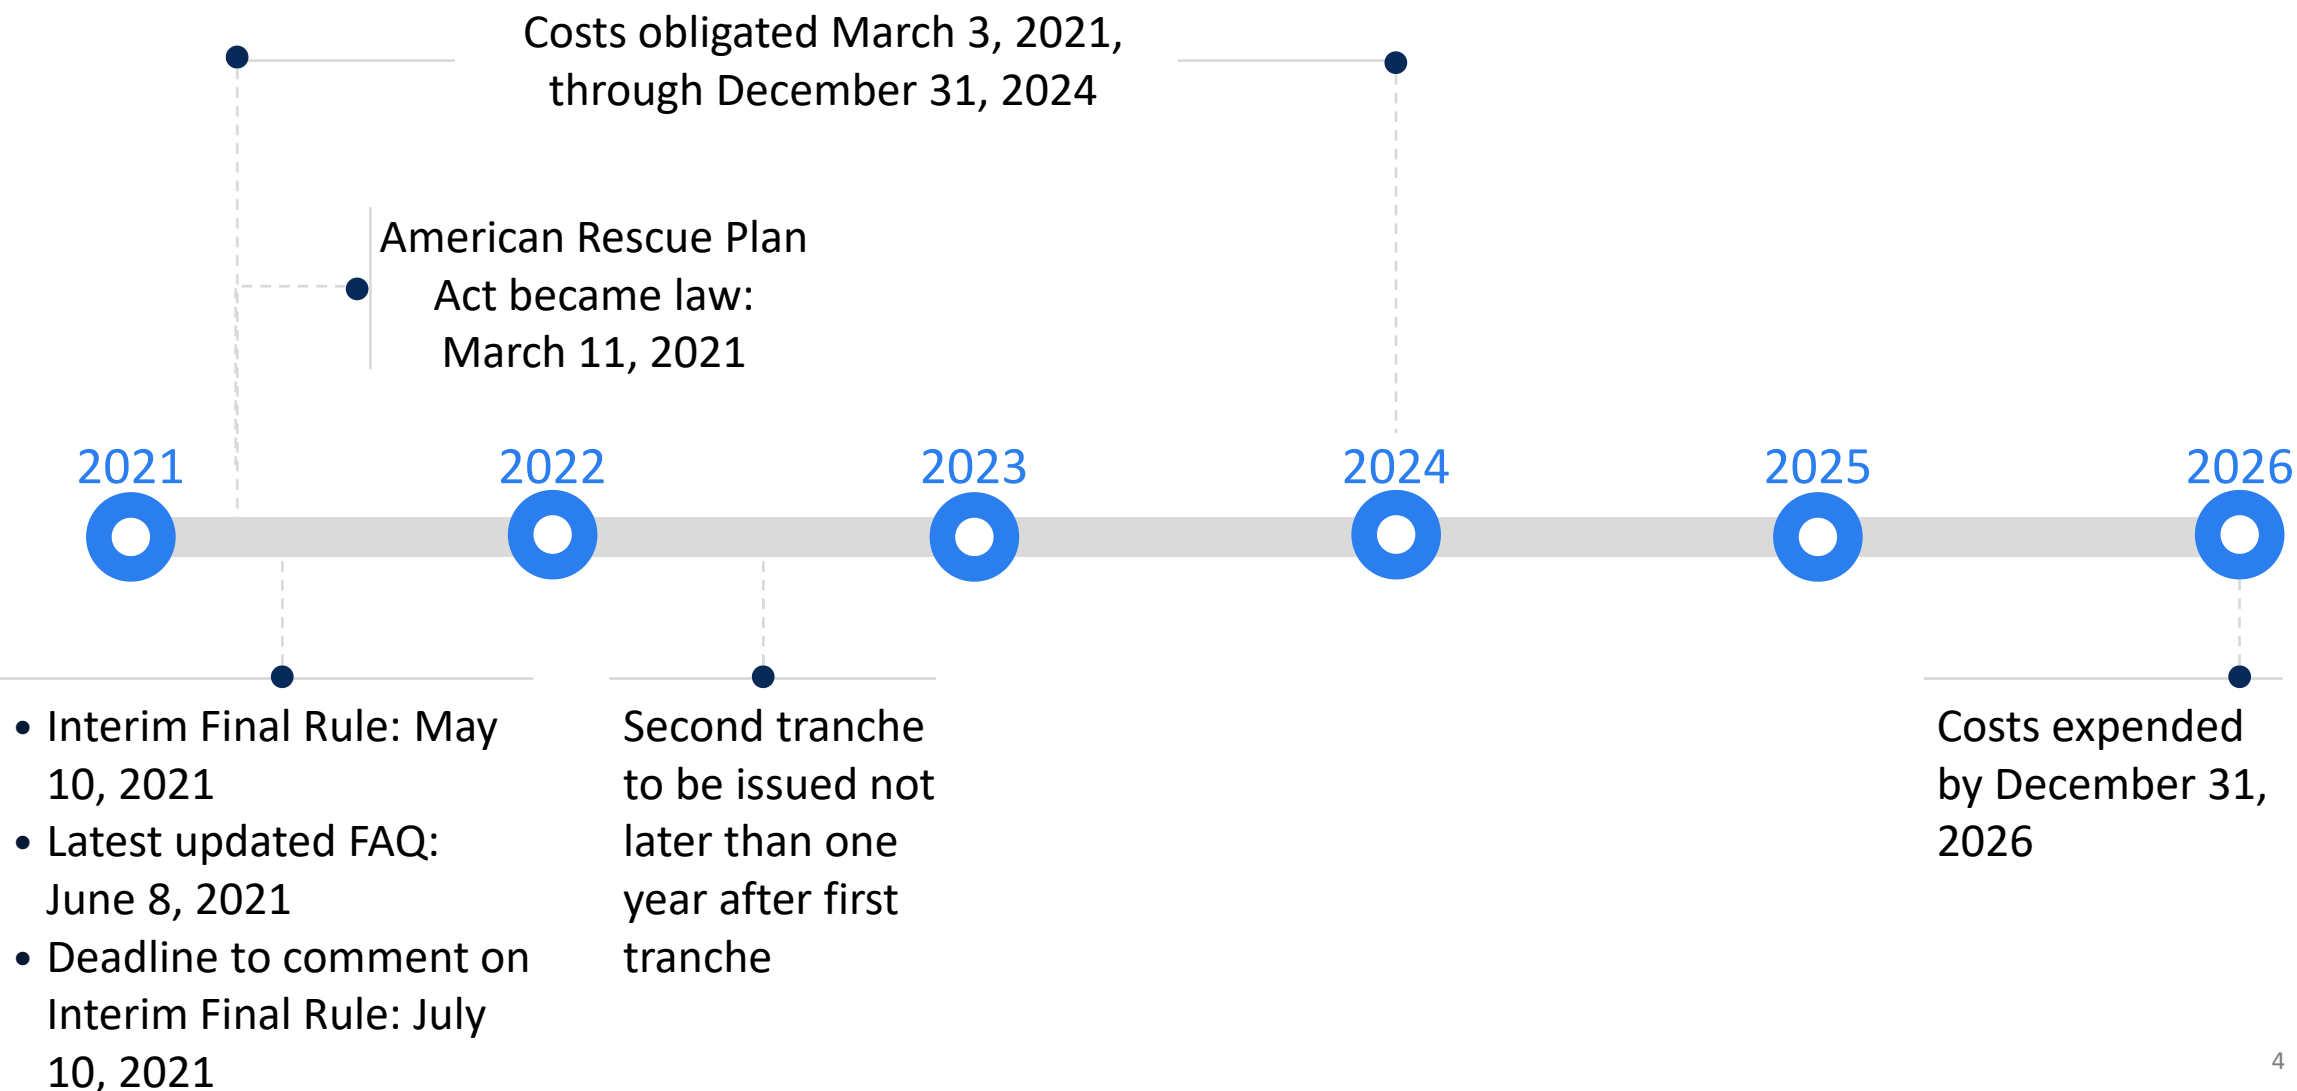 Costs obligated March 3, 2021,
through December 31, 2024
American Rescue Plan
Act became law:
March 11, 2021
2021
2022
2023
2024
2025
2026
• Interim Final Rule: May
10, 2021
• Latest updated FAQ:
June 8, 2021
• Deadline to comment on
Interim Final Rule: July
10, 2021
Second tranche
to be issued not
later than one
year after first
tranche
Costs expended
by December 31,
2026
4